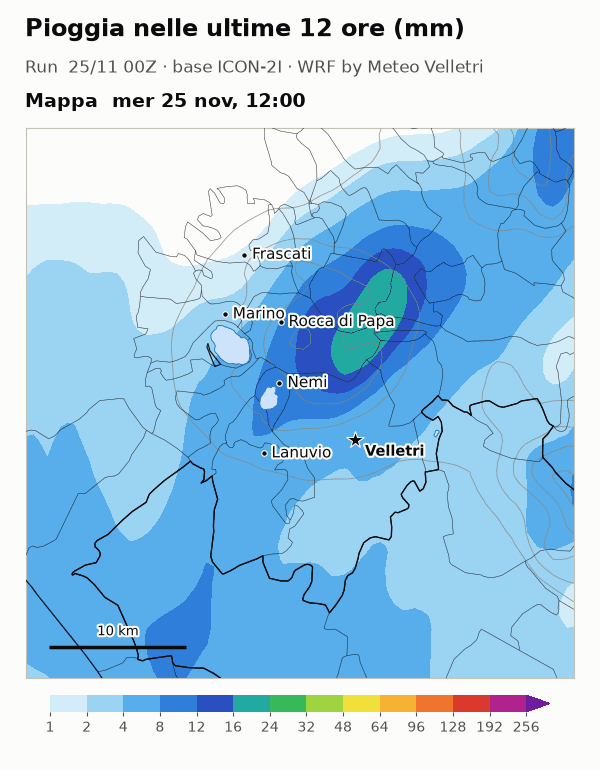 Pioggia nelle ultime 12 ore (mm)
Run  25/11 00Z · base ICON-2I · WRF by Meteo Velletri
Mappa  mer 25 nov, 12:00
Frascati
Marino
Rocca di Papa
Nemi
Velletri
Lanuvio
10 km
1 2 4 8 12 16 24 32 48 64 96 128 192 256